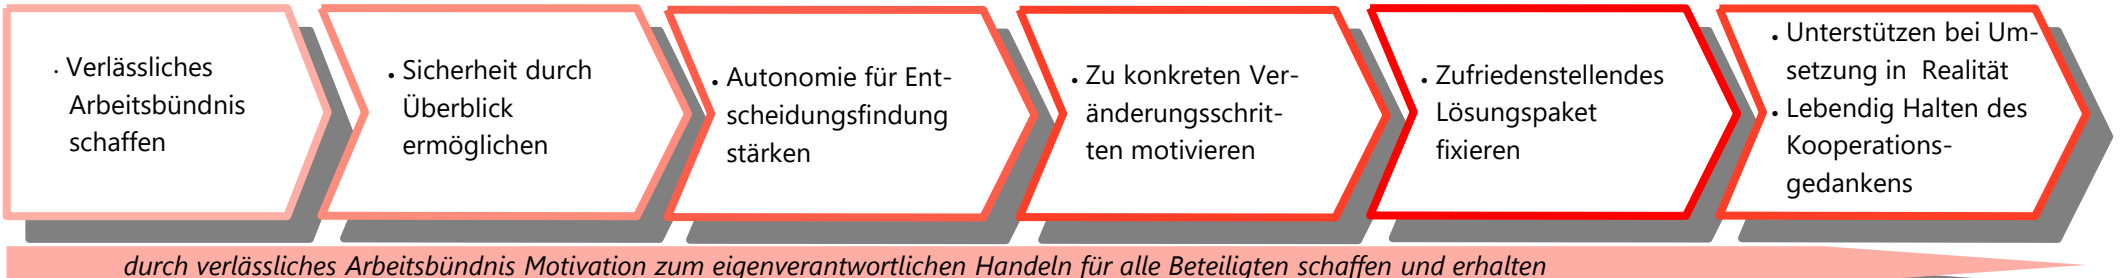 · Verlässliches
Arbeitsbündnis
schaffen
• Sicherheit durch
Überblick
ermöglichen
• Autonomie für Ent-
scheidungsfindung
stärken
• Zu konkreten Ver-
änderungsschrit-
ten motivieren
• Zufriedenstellendes
Lösungspaket
fixieren
• Unterstützen bei Um-
setzung in Realität
• Lebendig Halten des
Kooperations-
gedankens
durch verlässliches Arbeitsbündnis Motivation zum eigenverantwortlichen Handeln für alle Beteiligten schaffen und erhalten